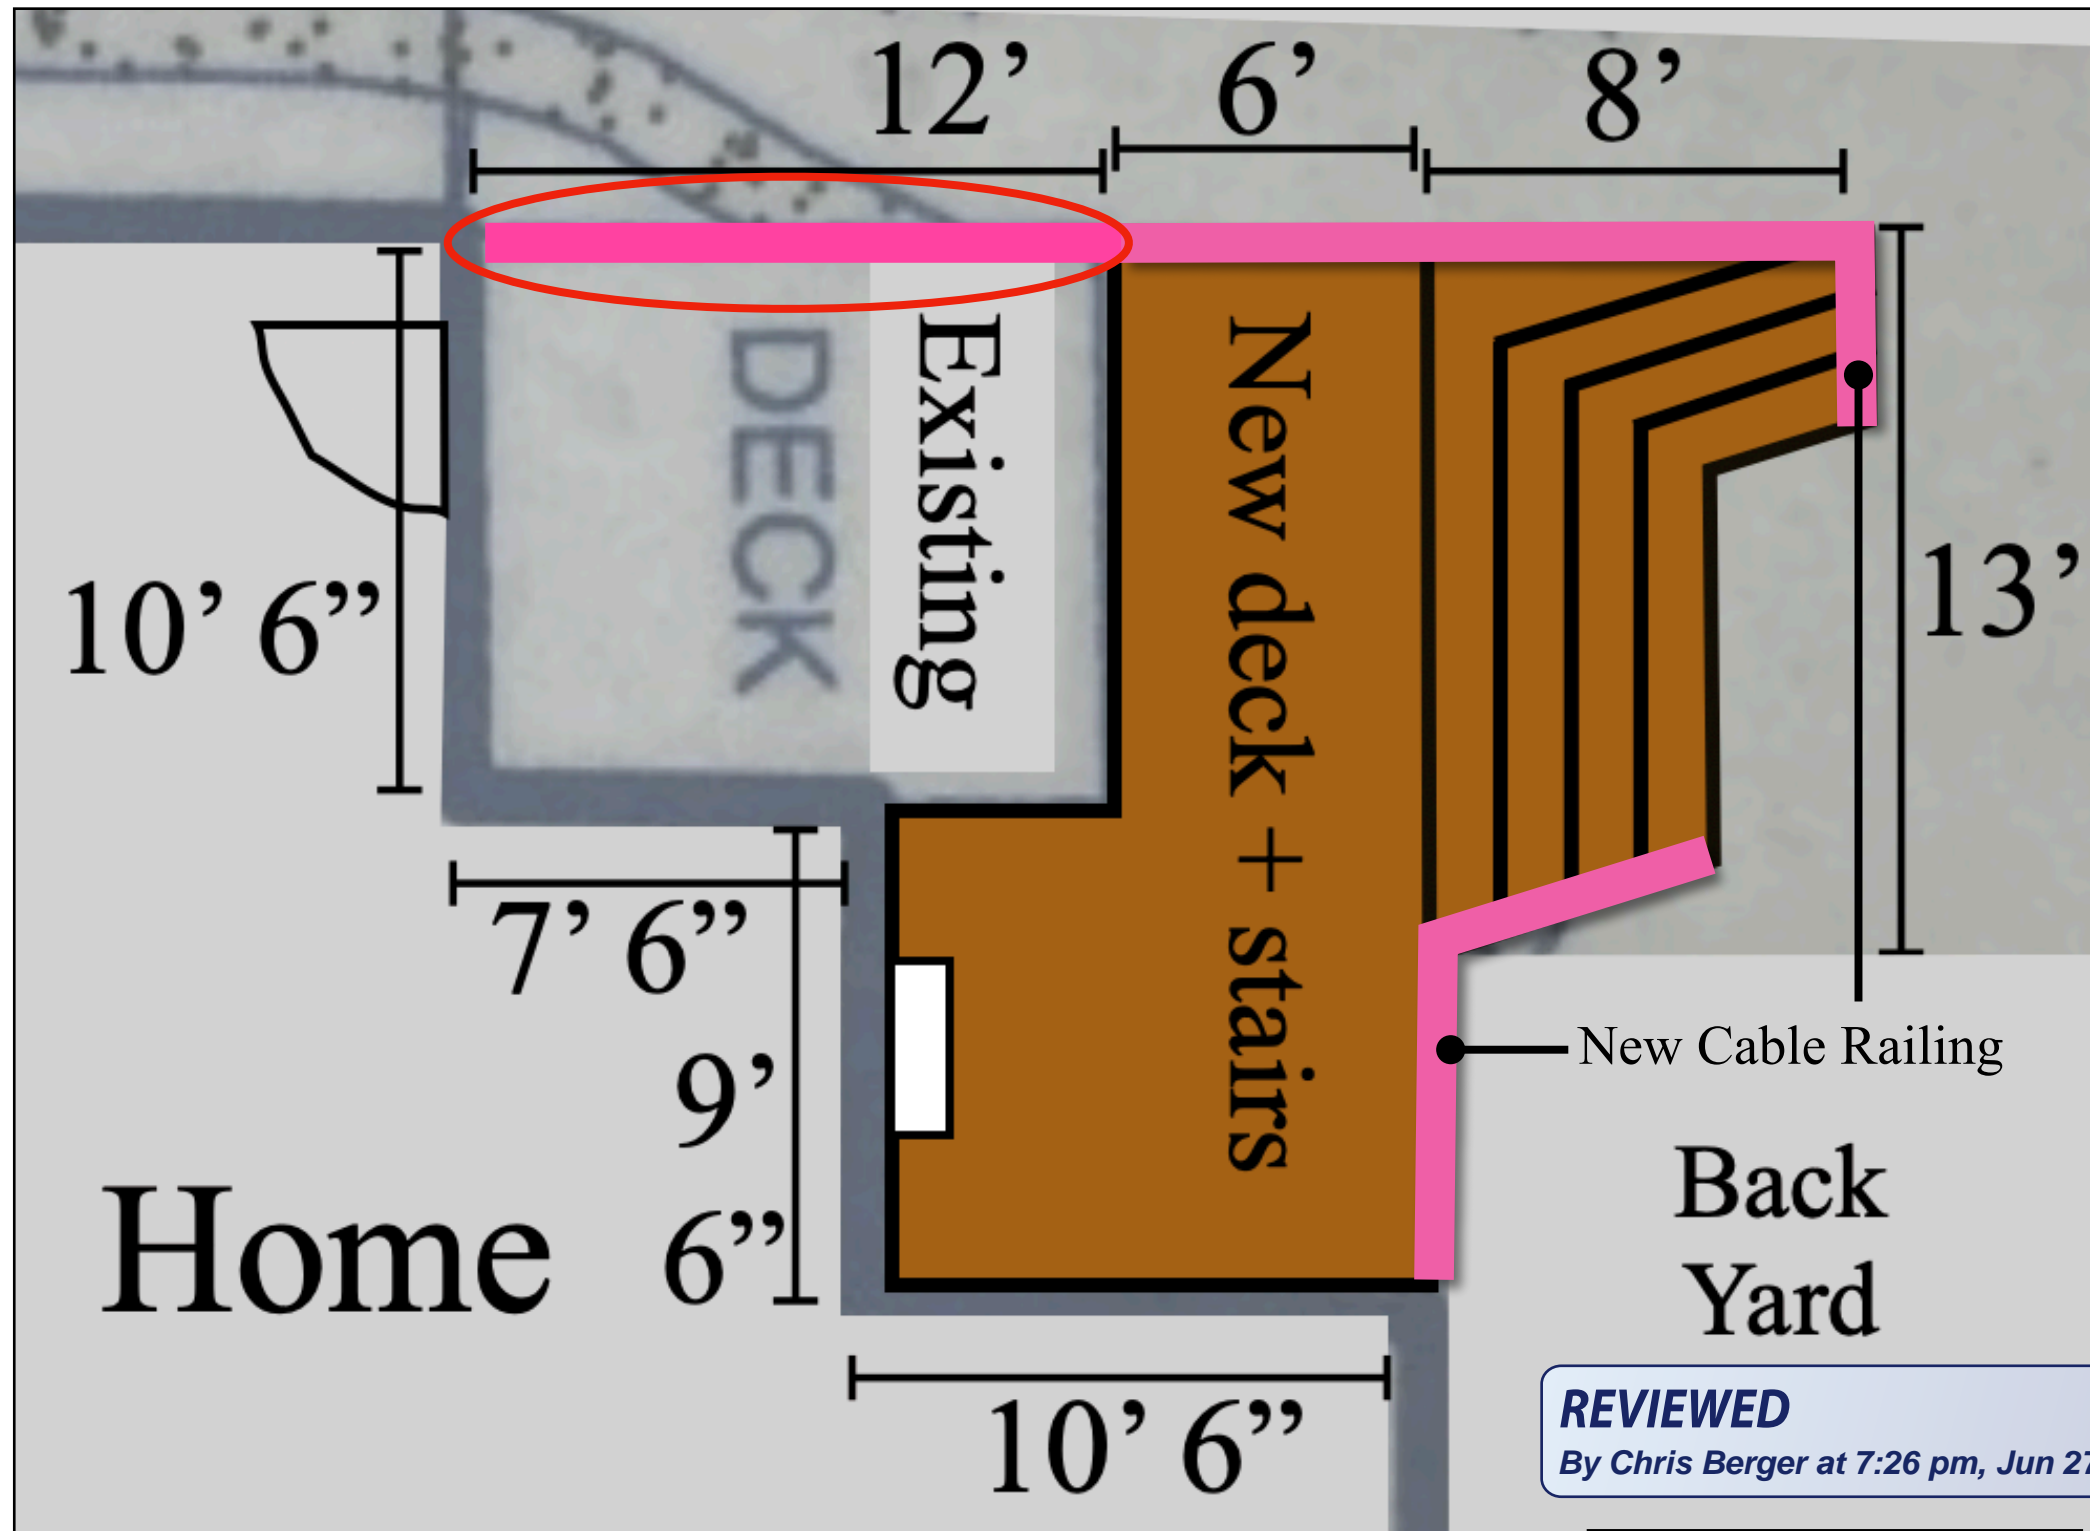 12’
6’
8’
10’ 6”
DECK
Existing
New deck + stairs
13’
7’ 6”
9’
6”
New Cable Railing
Home
Back
Yard
10’ 6”
REVIEWED
By Chris Berger at 7:26 pm, Jun 27